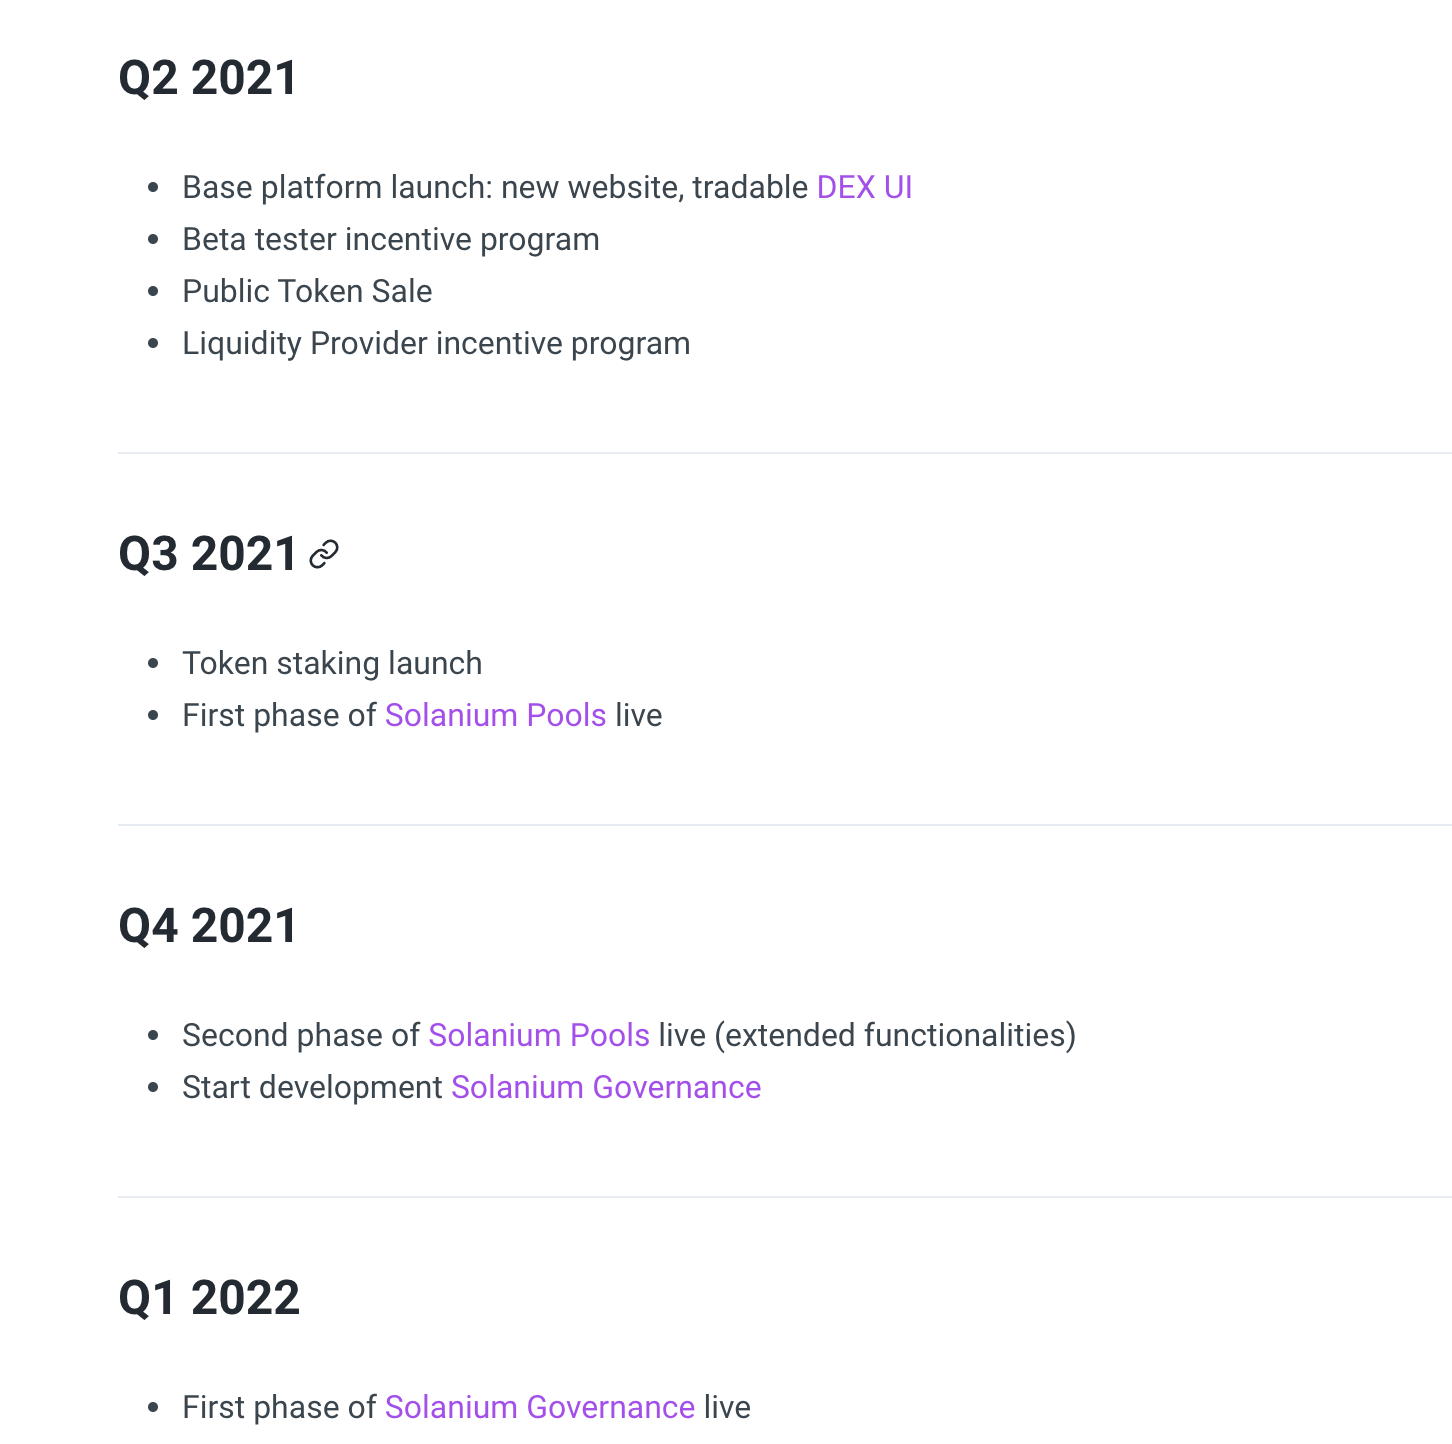 Q2 2021
Base platform launch: new website, tradable DEX UI
Beta tester incentive program
Public Token Sale
Liquidity Provider incentive program
Q3 2021
Token staking launch
First phase of Solanium Pools live
Q4 2021
Second phase of Solanium Pools live (extended functionalities)
Start development Solanium Governance
Q1 2022
First phase of Solanium Governance live